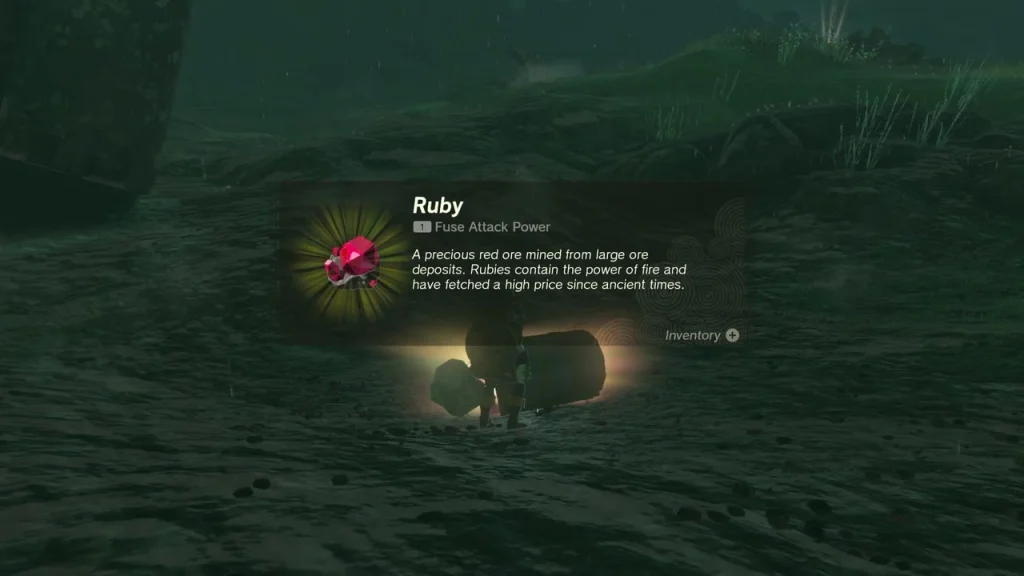 Ruby
1 Fuse Attack Power
A precious red ore mined from large ore
deposits. Rubies contain the power of fire and
have fetched a high price since ancient times.
Inventory